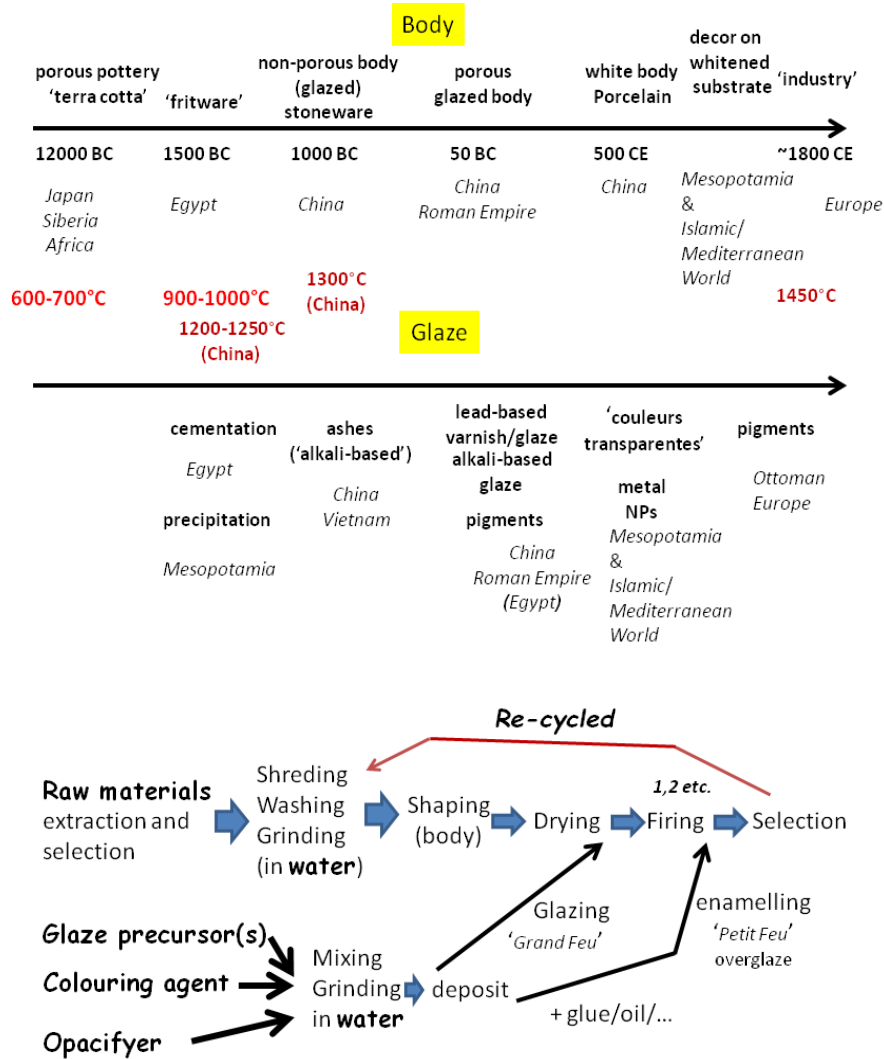 Body
porous pottery
'terra cotta'
'fritware'
non-porous body
(glazed)
stoneware
porous
glazed body
white body
Porcelain
decor on
whitened
substrate
'industry'
12000 BC
1500 BC
1000 BC
50 BC
500 CE
~1800 CE
Japan
Siberia
Africa
Egypt
China
China
Roman Empire
China
Mesopotamia
&
Islamic/
Mediterranean
World
Europe
600-700°C
900-1000°C
1200-1250°C
(China)
1300°C
(China)
1450°C
Glaze
cementation
Egypt
precipitation
Mesopotamia
ashes
('alkali-based')
China
Vietnam
lead-based
varnish/glaze
alkali-based
glaze
pigments
China
Roman Empire
(Egypt)
'couleurs
transparentes'
metal
NPs
Mesopotamia
&
Islamic/
Mediterranean
World
pigments
Ottoman
Europe
Re-cycled
Raw materials
extraction and
selection
Shreding
Washing
Grinding
(in water)
Shaping
(body)
Drying
1,2 etc.
Firing
Selection
Glazing
'Grand Feu'
enamelling
'Petit Feu'
overglaze
Glaze precursor(s)
Colouring agent
Opacifyer
Mixing
Grinding
in water
deposit
+ glue/oil/...